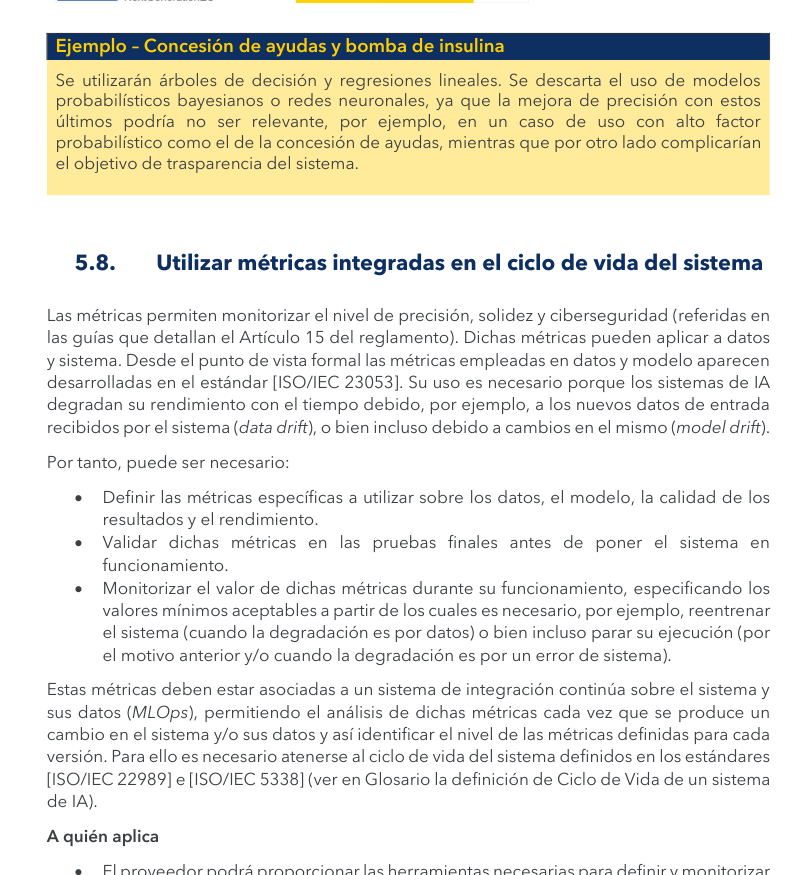 Ejemplo – Concesión de ayudas y bomba de insulina
Se utilizarán árboles de decisión y regresiones lineales. Se descarta el uso de modelos
probabilísticos bayesianos o redes neuronales, ya que la mejora de precisión con estos
últimos podría no ser relevante, por ejemplo, en un caso de uso con alto factor
probabilístico como el de la concesión de ayudas, mientras que por otro lado complicarían
el objetivo de trasparencia del sistema.
5.8. Utilizar métricas integradas en el ciclo de vida del sistema
Las métricas permiten monitorizar el nivel de precisión, solidez y ciberseguridad (referidas en
las guías que detallan el Artículo 15 del reglamento). Dichas métricas pueden aplicar a datos
y sistema. Desde el punto de vista formal las métricas empleadas en datos y modelo aparecen
desarrolladas en el estándar [ISO/IEC 23053]. Su uso es necesario porque los sistemas de IA
degradan su rendimiento con el tiempo debido, por ejemplo, a los nuevos datos de entrada
recibidos por el sistema (data drift), o bien incluso debido a cambios en el mismo (model drift).
Por tanto, puede ser necesario:
• Definir las métricas específicas a utilizar sobre los datos, el modelo, la calidad de los
resultados y el rendimiento.
• Validar dichas métricas en las pruebas finales antes de poner el sistema en
funcionamiento.
• Monitorizar el valor de dichas métricas durante su funcionamiento, especificando los
valores mínimos aceptables a partir de los cuales es necesario, por ejemplo, reentrenar
el sistema (cuando la degradación es por datos) o bien incluso parar su ejecución (por
el motivo anterior y/o cuando la degradación es por un error de sistema).
Estas métricas deben estar asociadas a un sistema de integración continúa sobre el sistema y
sus datos (MLOps), permitiendo el análisis de dichas métricas cada vez que se produce un
cambio en el sistema y/o sus datos y así identificar el nivel de las métricas definidas para cada
versión. Para ello es necesario atenerse al ciclo de vida del sistema definidos en los estándares
[ISO/IEC 22989] e [ISO/IEC 5338] (ver en Glosario la definición de Ciclo de Vida de un sistema
de IA).
A quién aplica
• El proveedor podrá proporcionar las herramientas necesarias para definir y monitorizar